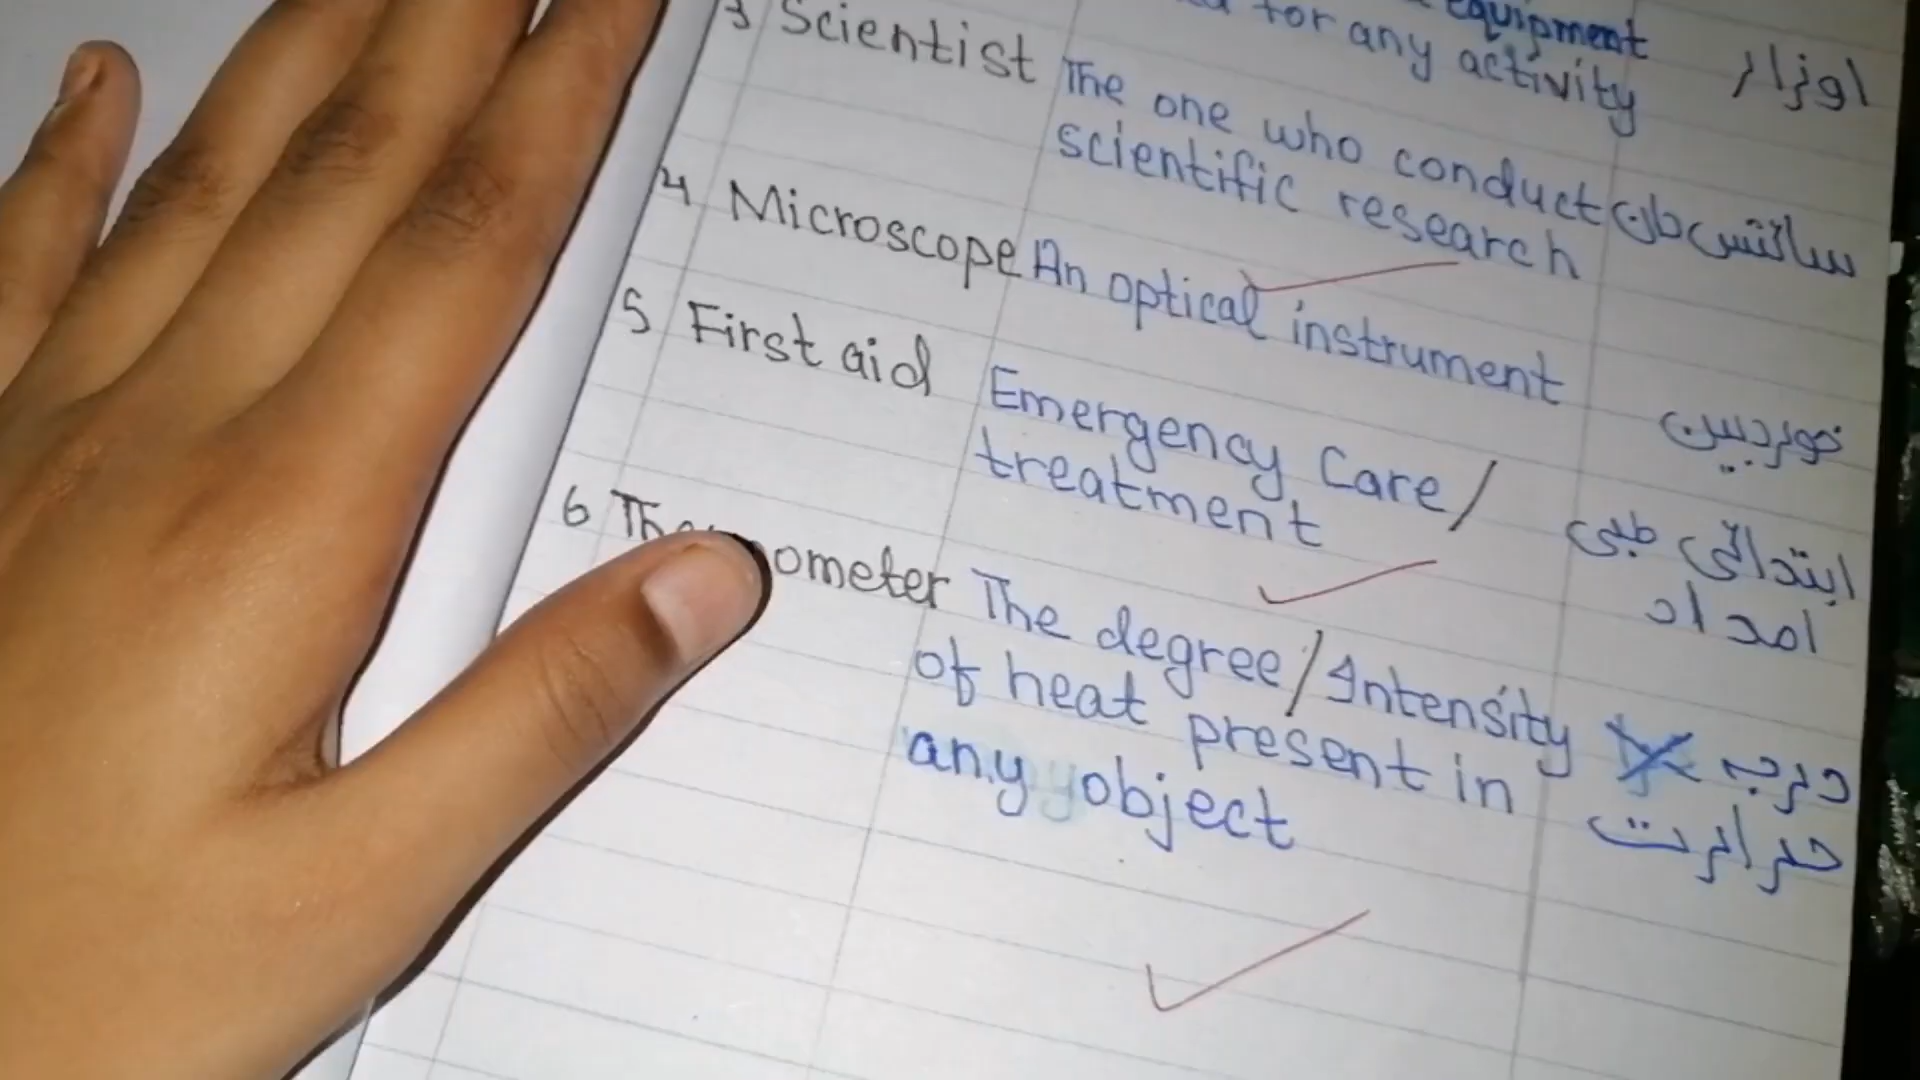 equipment
for any activity
اوزار
3 Scientist
The one who conduct
scientific research
سائنس دان
4 Microscope
An optical instrument
خوردبین
5 First aid
Emergency Care/
treatment
ابتدائی طبی
امداد
6
The degree/Intensity
of heat present in
any object
درجہ
حرارت